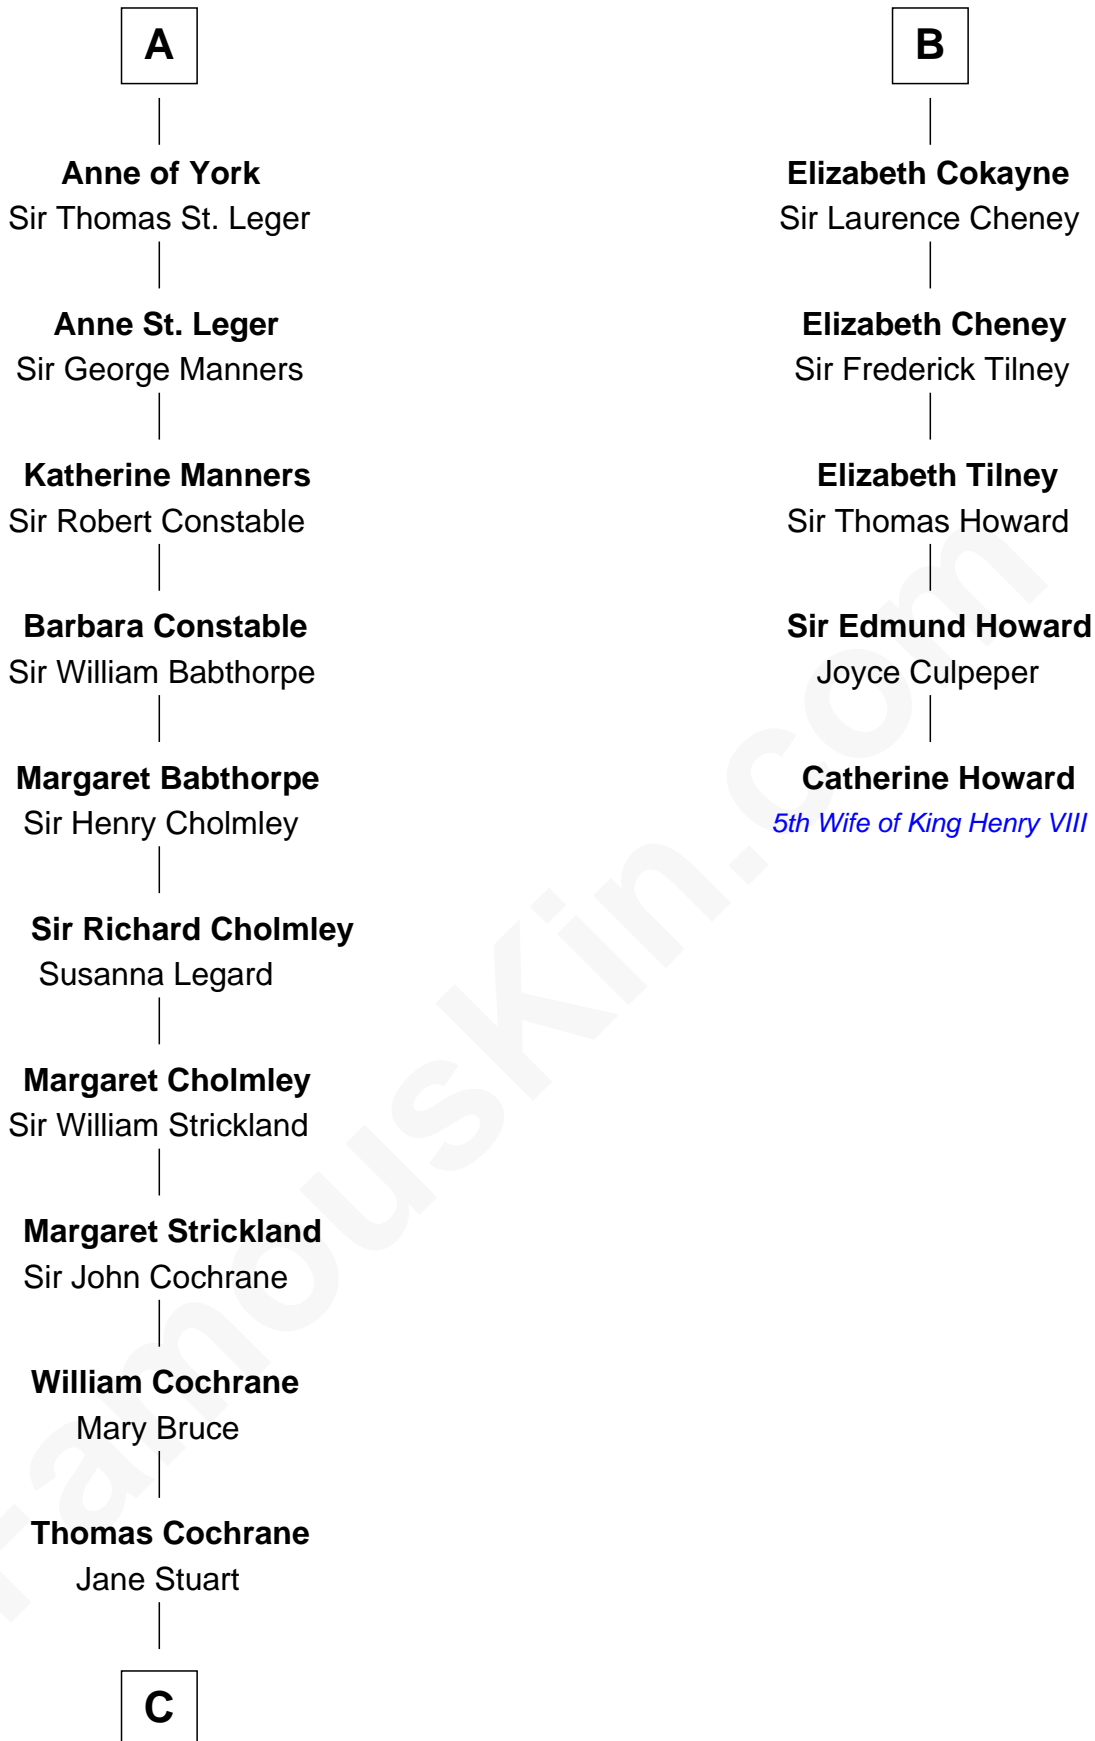 A
Anne of York
Sir Thomas St. Leger
Anne St. Leger
Sir George Manners
Katherine Manners
Sir Robert Constable
Barbara Constable
Sir William Babthorpe
Margaret Babthorpe
Sir Henry Cholmley
Sir Richard Cholmley
Susanna Legard
Margaret Cholmley
Sir William Strickland
Margaret Strickland
Sir John Cochrane
William Cochrane
Mary Bruce
Thomas Cochrane
Jane Stuart
C
B
Elizabeth Cokayne
Sir Laurence Cheney
Elizabeth Cheney
Sir Frederick Tilney
Elizabeth Tilney
Sir Thomas Howard
Sir Edmund Howard
Joyce Culpeper
Catherine Howard
5th Wife of King Henry VIII
FamousKin.com